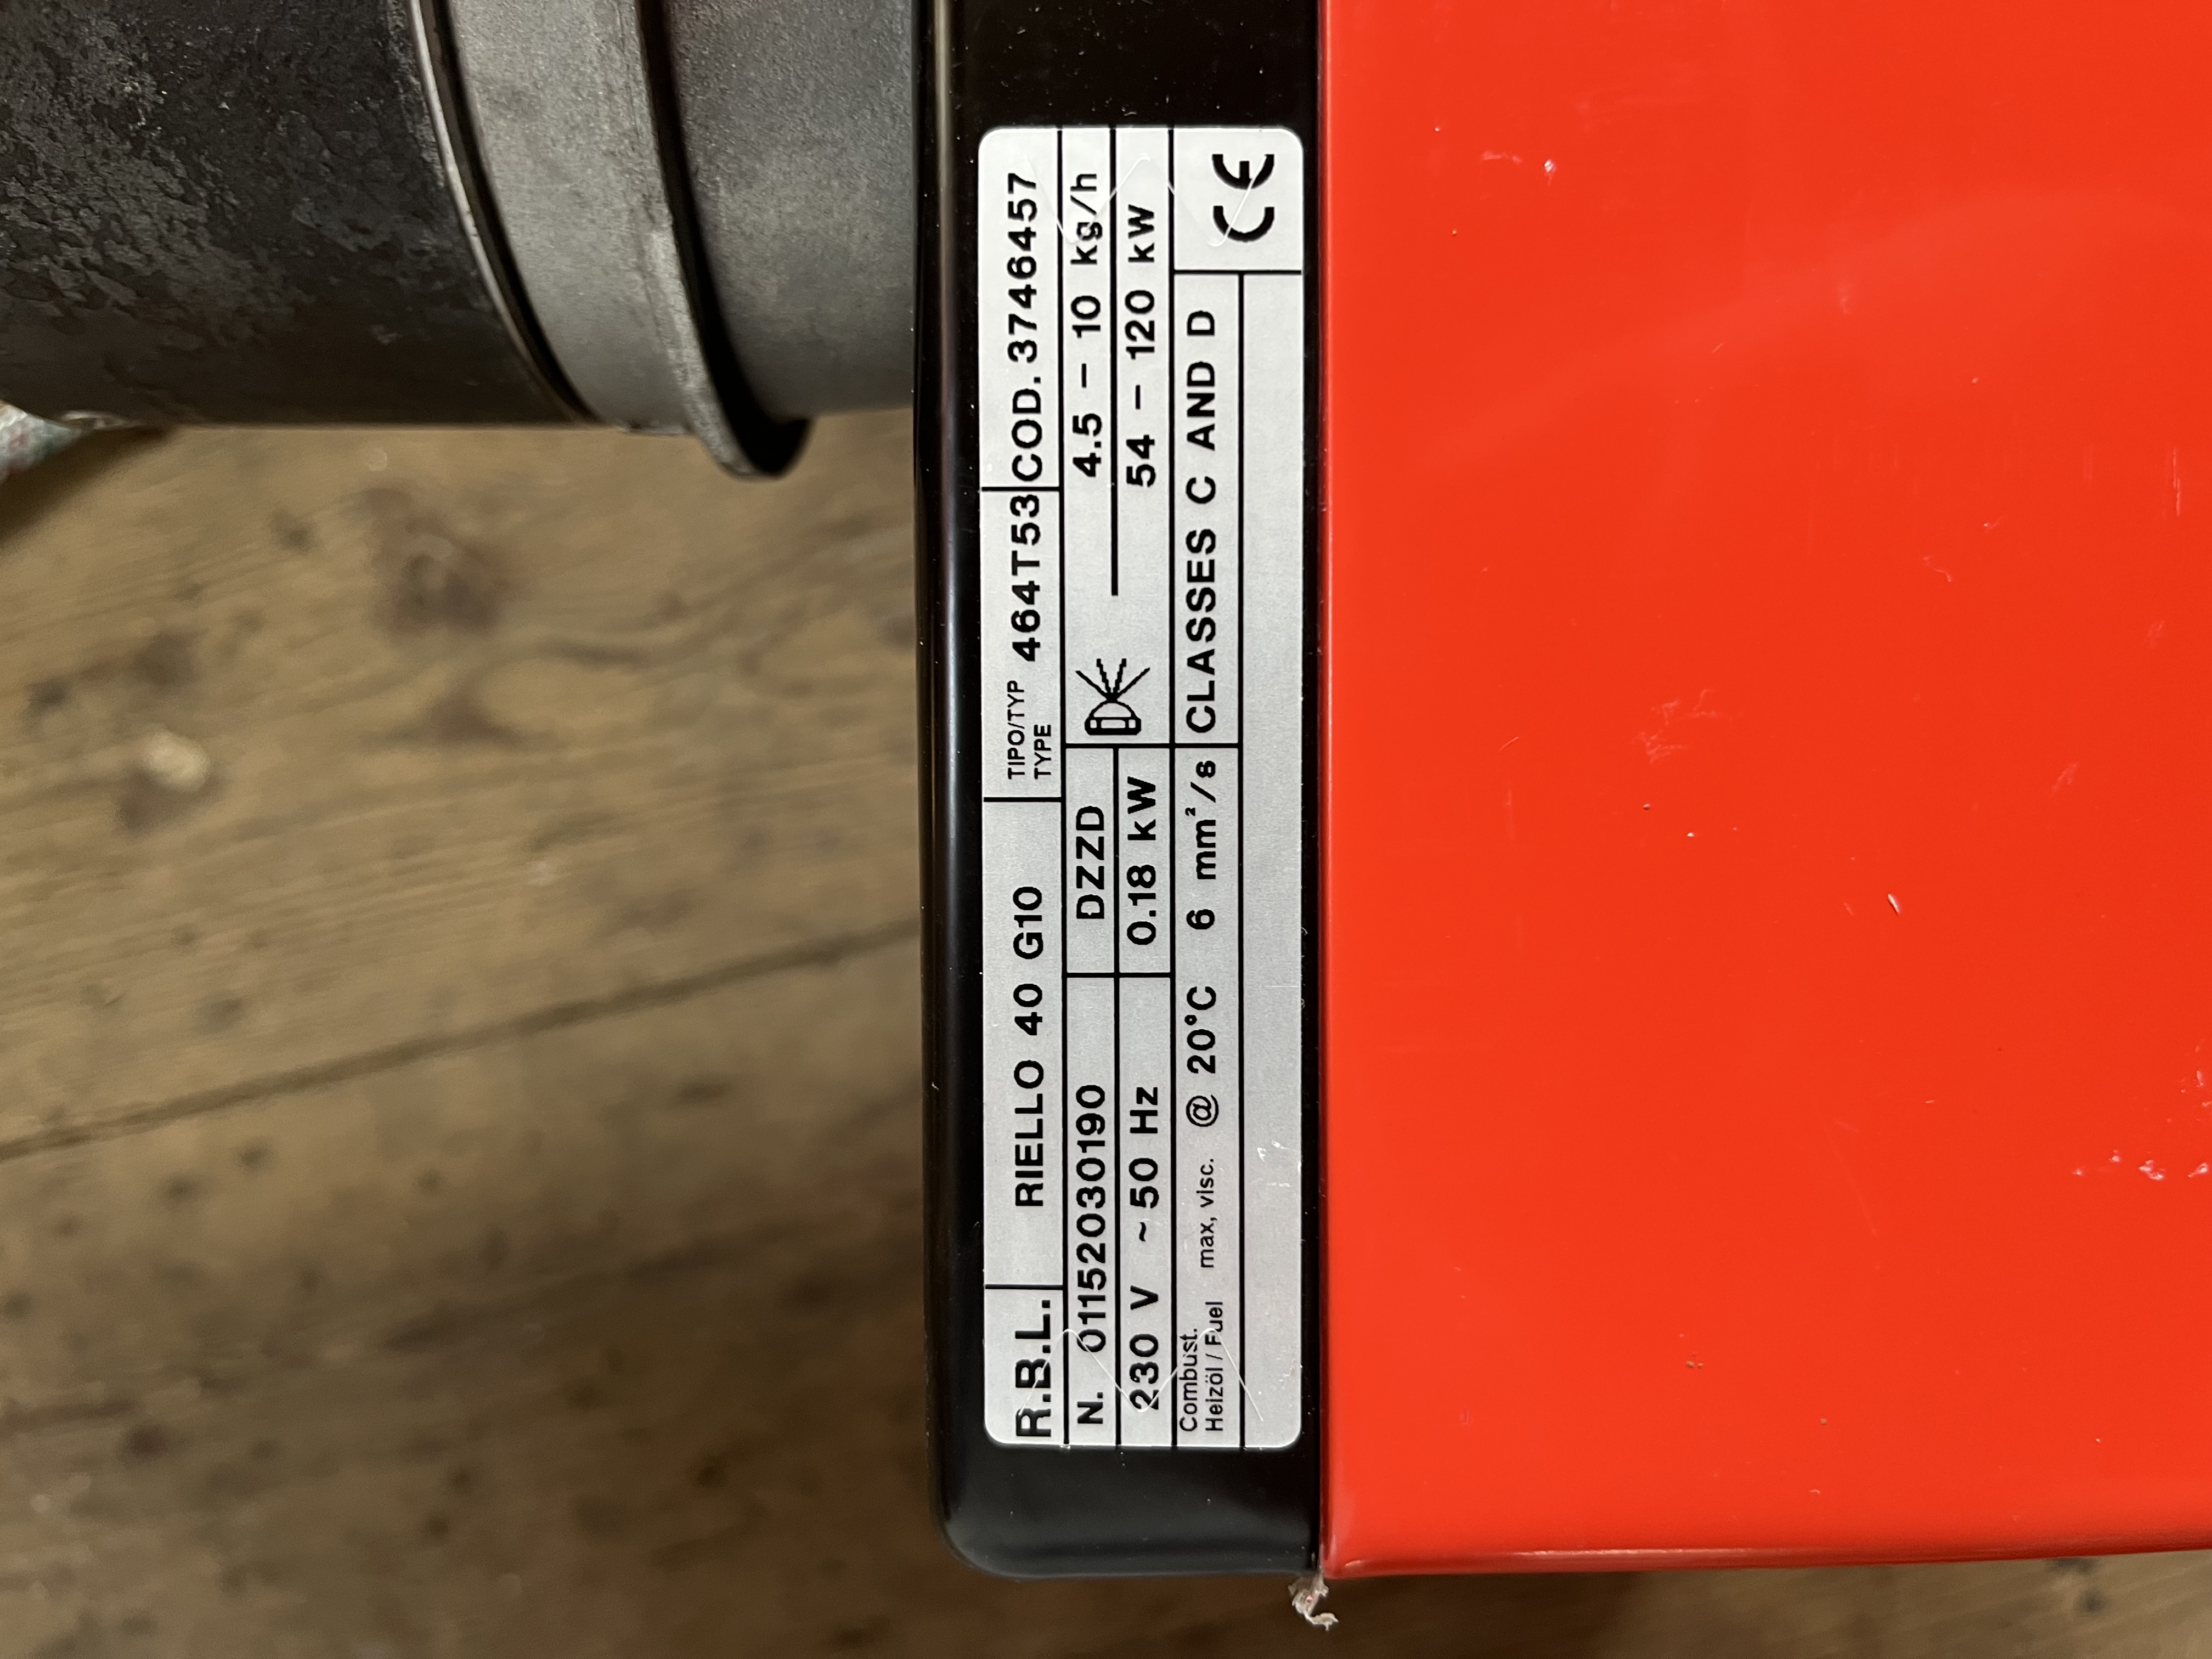 R.B.L. RIELLO 40 G10 TIPO/TYP TYPE 464T53 COD. 3746457
N. 01152030190 DZZD 4.5 – 10 kg/h
230 V ~ 50 Hz 0.18 kW 54 – 120 kW
Combust. Heizöl / Fuel max, visc. @ 20°C 6 mm²/s CLASSES C AND D CE